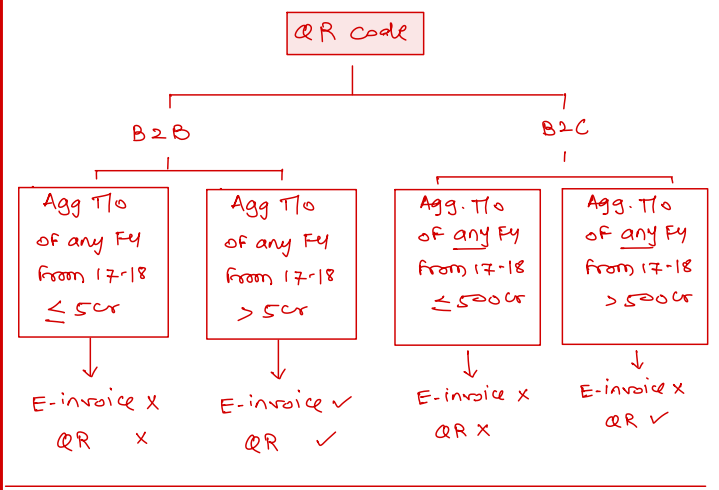 QR code
B2B
B2C
Agg T/o
of any FY
from 17-18
≤ 5cr
Agg T/o
of any FY
from 17-18
> 5cr
Agg. T/o
of any FY
from 17-18
≤ 500cr
Agg. T/o
of any FY
from 17-18
> 500cr
E-invoice x
QR x
E-invoice ✓
QR ✓
E-invoice x
QR x
E-invoice x
QR ✓